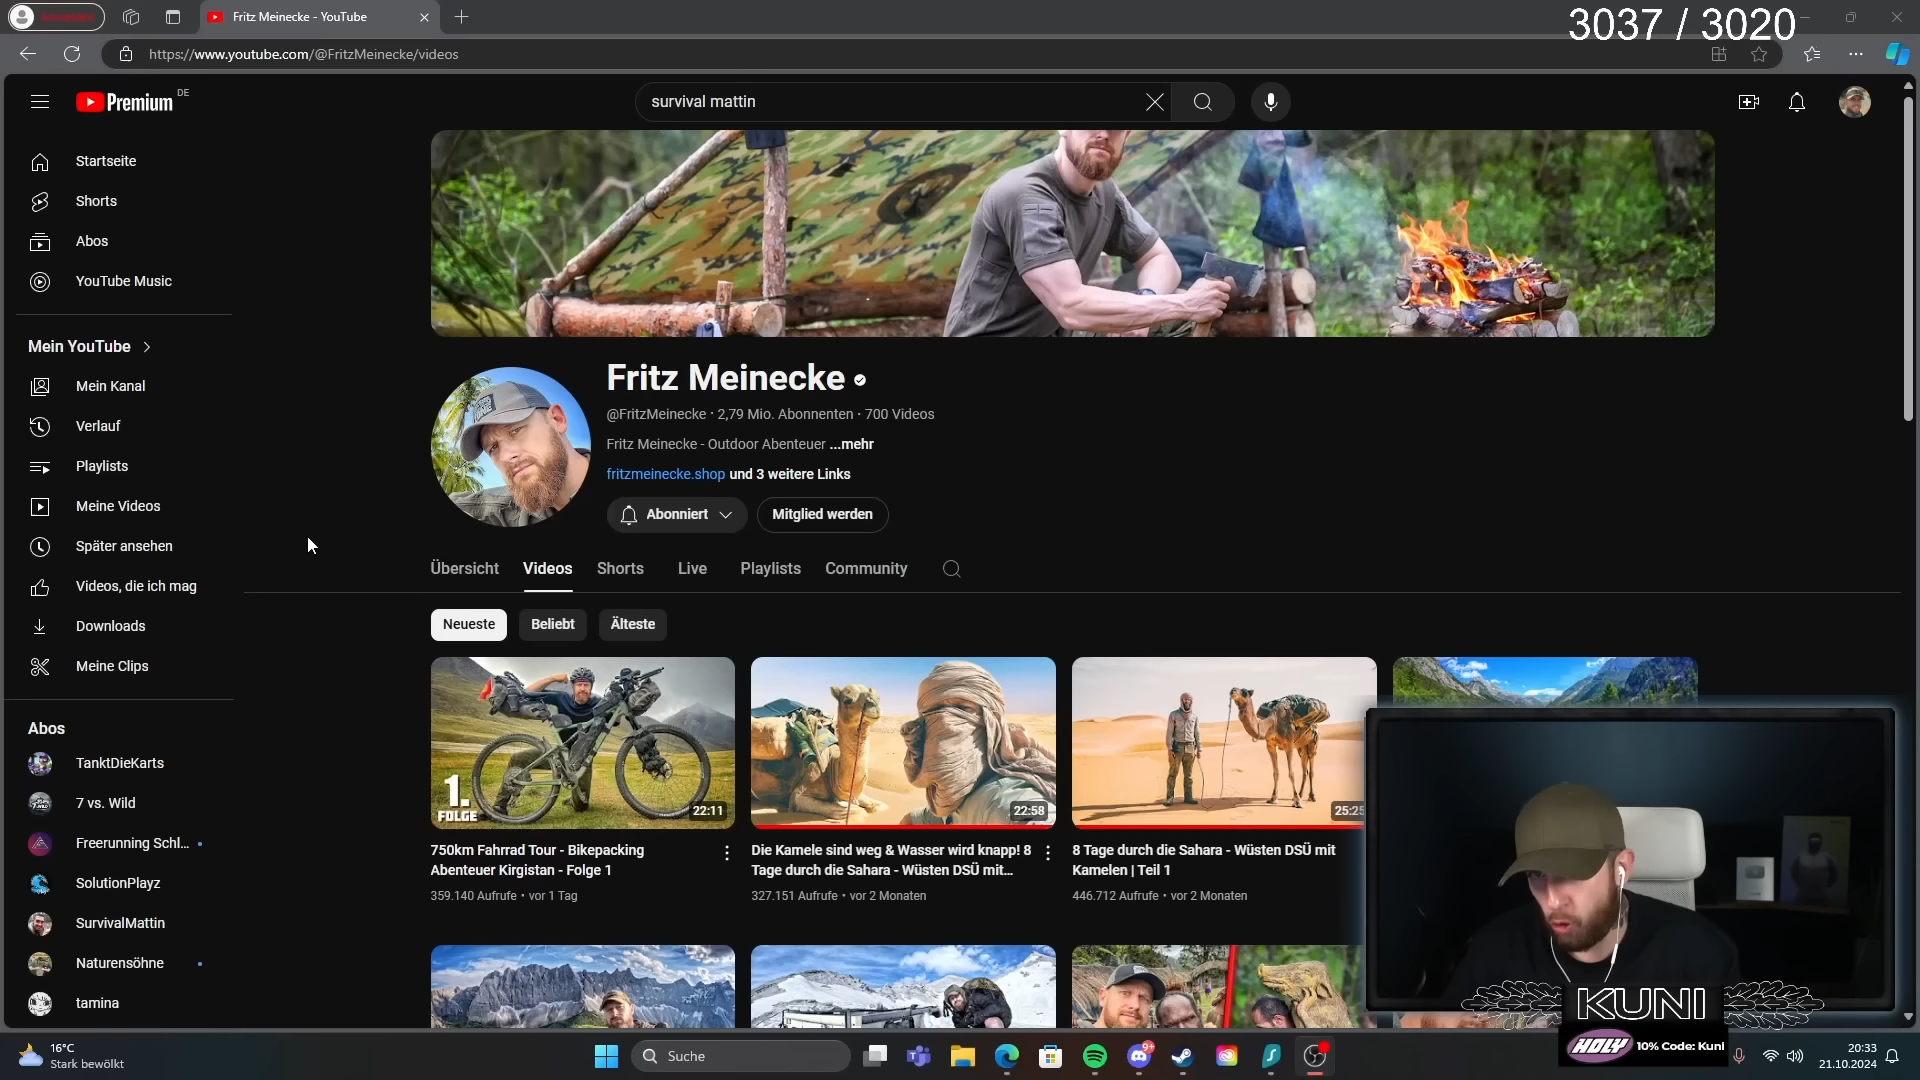 Fritz Meinecke - YouTube
3037 / 3020
https://www.youtube.com/@FritzMeinecke/videos
Premium DE
survival mattin
Startseite
Shorts
Abos
YouTube Music
Mein YouTube
Mein Kanal
Verlauf
Playlists
Meine Videos
Später ansehen
Videos, die ich mag
Downloads
Meine Clips
Abos
TanktDieKarts
7 vs. Wild
Freerunning Schl...
SolutionPlayz
SurvivalMattin
Naturensöhne
tamina
Fritz Meinecke
@FritzMeinecke • 2,79 Mio. Abonnenten • 700 Videos
Fritz Meinecke - Outdoor Abenteuer ...mehr
fritzmeinecke.shop und 3 weitere Links
Abonniert
Mitglied werden
Übersicht
Videos
Shorts
Live
Playlists
Community
Neueste
Beliebt
Älteste
1.
FOLGE
22:11
22:58
25:25
750km Fahrrad Tour - Bikepacking
Abenteuer Kirgistan - Folge 1
359.140 Aufrufe • vor 1 Tag
Die Kamele sind weg & Wasser wird knapp! 8
Tage durch die Sahara - Wüsten DSÜ mit...
327.151 Aufrufe • vor 2 Monaten
8 Tage durch die Sahara - Wüsten DSÜ mit
Kamelen | Teil 1
446.712 Aufrufe • vor 2 Monaten
KUNI
HOLY
10% Code: Kuni
16°C
Stark bewölkt
Suche
9+
20:33
21.10.2024